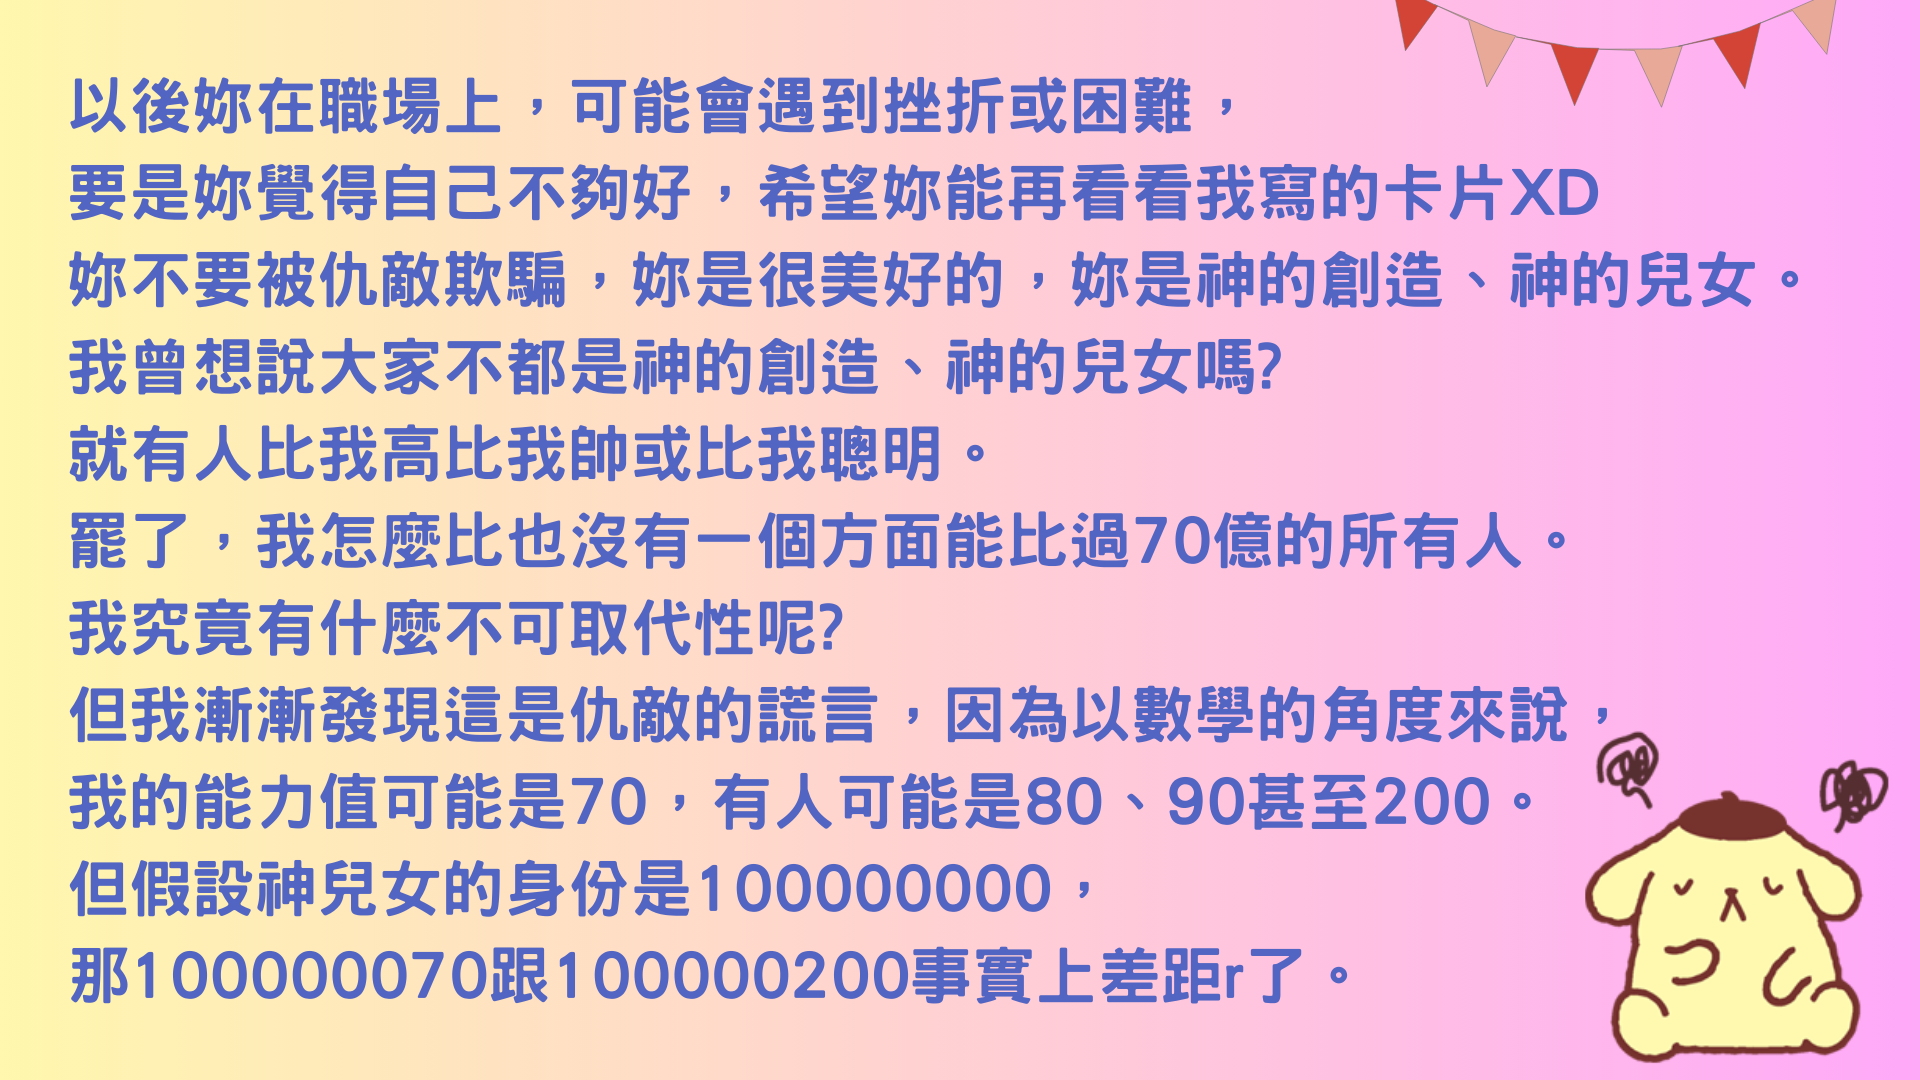 以後妳在職場上，可能會遇到挫折或困難，
要是妳覺得自己不夠好，希望妳能再看看我寫的卡片XD
妳不要被仇敵欺騙，妳是很美好的，妳是神的創造、神的兒女。
我曾想說大家不都是神的創造、神的兒女嗎?
就有人比我高比我帥或比我聰明。
罷了，我怎麼比也沒有一個方面能比過70億的所有人。
我究竟有什麼不可取代性呢?
但我漸漸發現這是仇敵的謊言，因為以數學的角度來說，
我的能力值可能是70，有人可能是80、90甚至200。
但假設神兒女的身份是100000000，
那100000070跟100000200事實上差距r了。